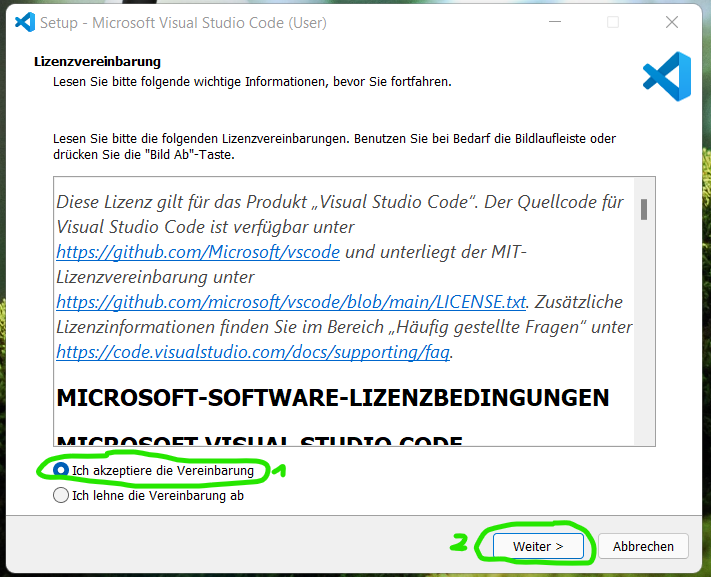 Setup - Microsoft Visual Studio Code (User)
Lizenzvereinbarung
Lesen Sie bitte folgende wichtige Informationen, bevor Sie fortfahren.
Lesen Sie bitte die folgenden Lizenzvereinbarungen. Benutzen Sie bei Bedarf die Bildlaufleiste oder
drücken Sie die "Bild Ab"-Taste.
Diese Lizenz gilt für das Produkt „Visual Studio Code“. Der Quellcode für
Visual Studio Code ist verfügbar unter
https://github.com/Microsoft/vscode und unterliegt der MIT-
Lizenzvereinbarung unter
https://github.com/microsoft/vscode/blob/main/LICENSE.txt. Zusätzliche
Lizenzinformationen finden Sie im Bereich „Häufig gestellte Fragen“ unter
https://code.visualstudio.com/docs/supporting/faq.
MICROSOFT-SOFTWARE-LIZENZBEDINGUNGEN
MICROSOFT VISUAL STUDIO CODE
Ich akzeptiere die Vereinbarung 1
Ich lehne die Vereinbarung ab
2 Weiter > Abbrechen